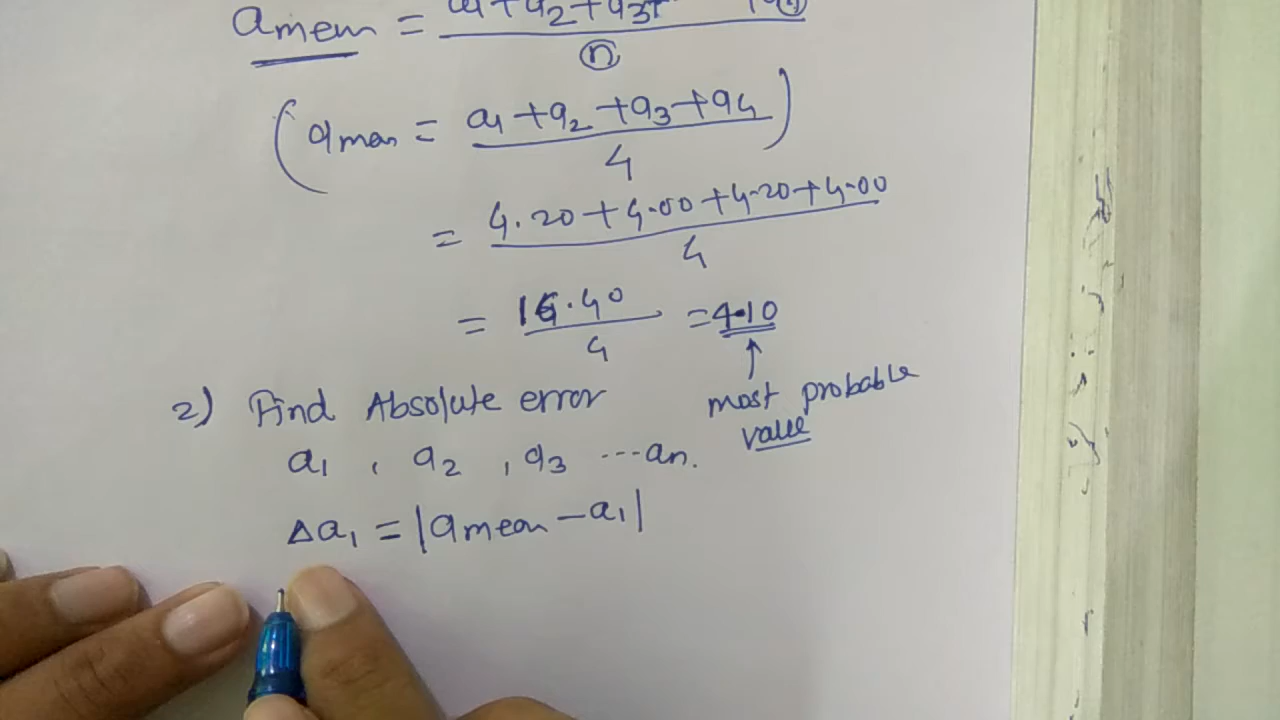 amean = a1+a2+a3+
n
(amean = a1+a2+a3+a4
4 )
= 4.20+4.00+4.20+4.00
4
= 16.40 = 4.10
4
2) Find Absolute error
most probable
value
a1 , a2 , a3 ...an.
Δa1 = |amean-a1|